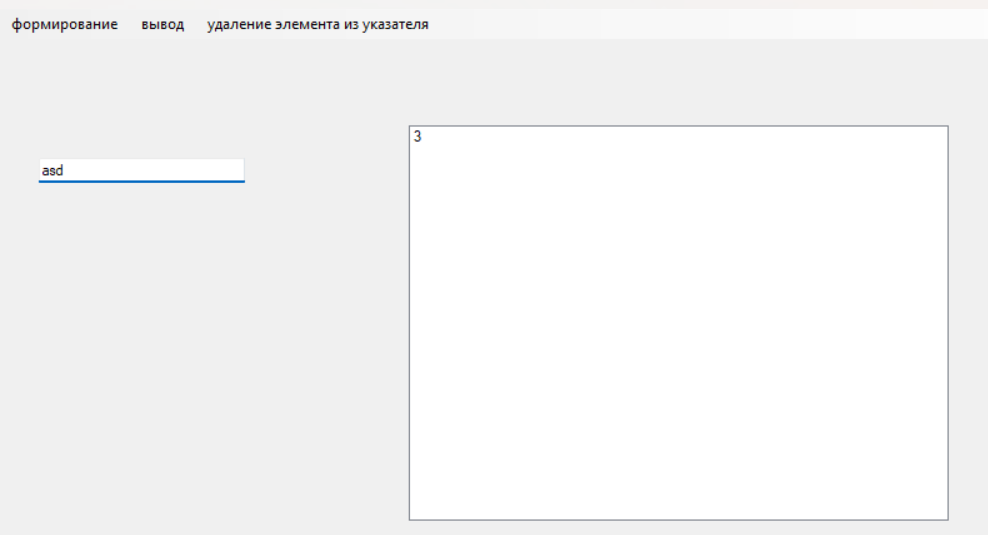 формирование вывод удаление элемента из указателя
3
asd